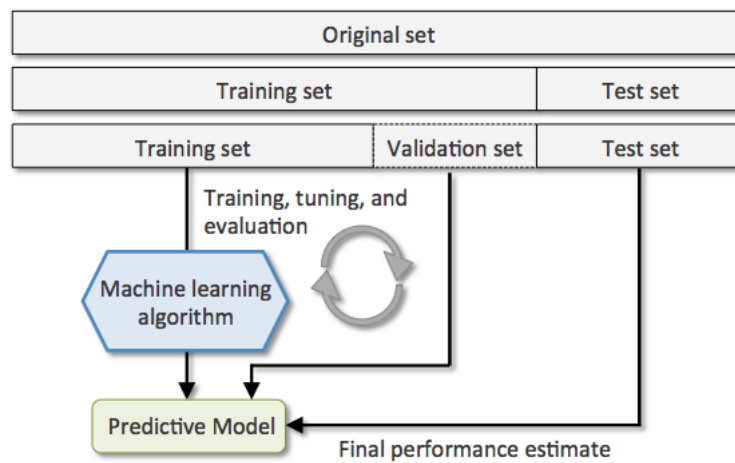 Original set
Training set
Test set
Training set
Validation set
Test set
Training, tuning, and
evaluation
Machine learning
algorithm
Predictive Model
Final performance estimate